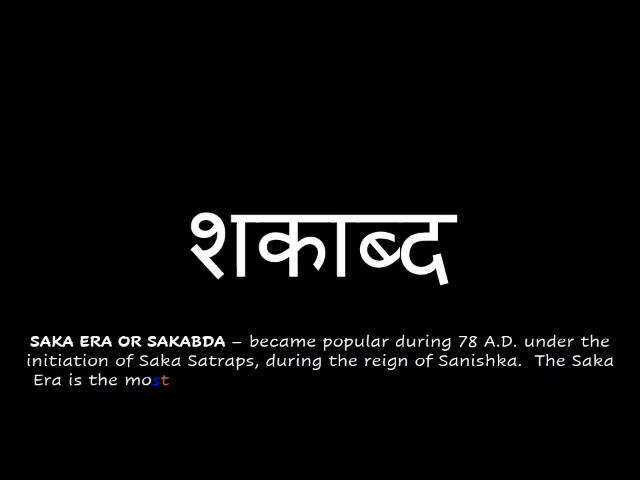 शकाब्द
SAKA ERA OR SAKABDA – became popular during 78 A.D. under the
initiation of Saka Satraps, during the reign of Sanishka. The Saka
Era is the most